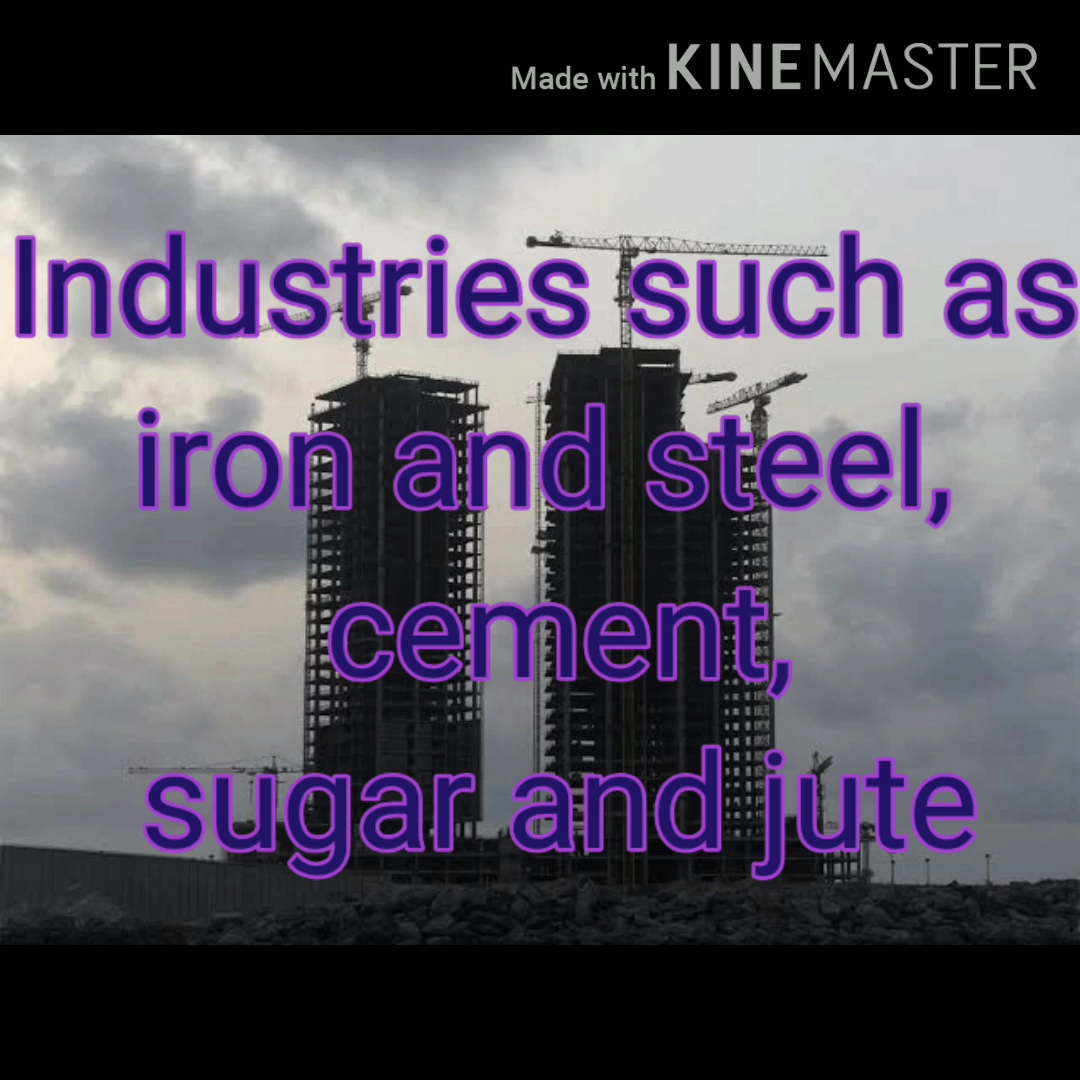 Made with KINEMASTER
Industries such as
iron and steel,
cement,
sugar and jute